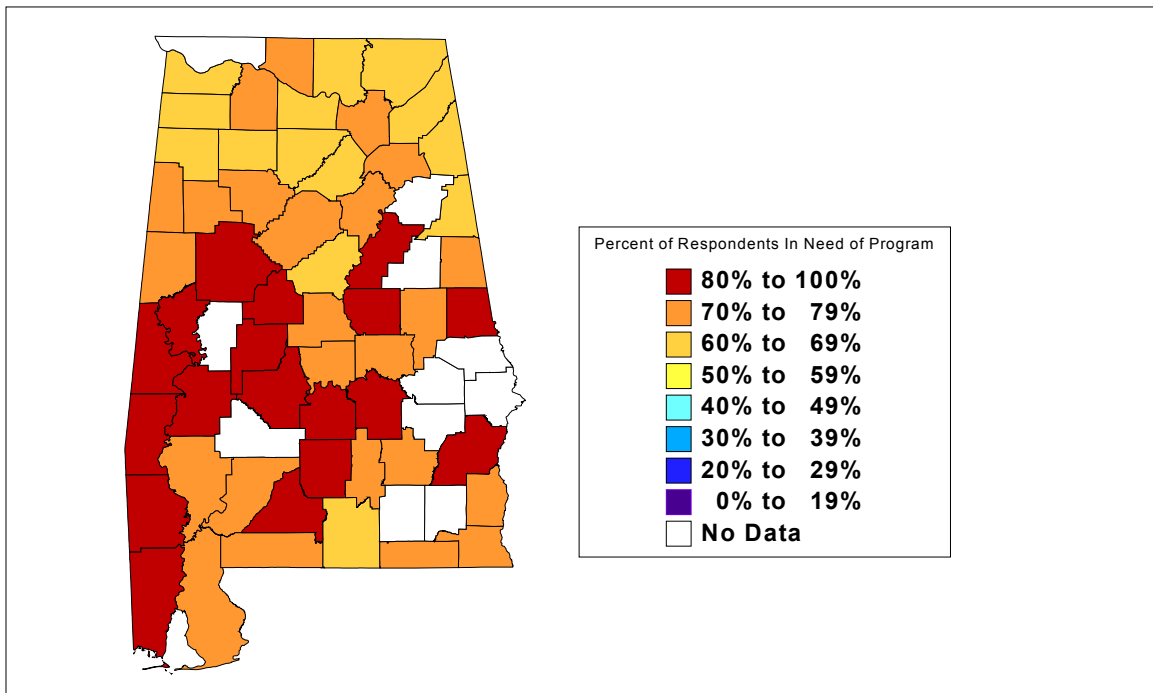 Percent of Respondents In Need of Program
80% to 100%
70% to 79%
60% to 69%
50% to 59%
40% to 49%
30% to 39%
20% to 29%
0% to 19%
No Data